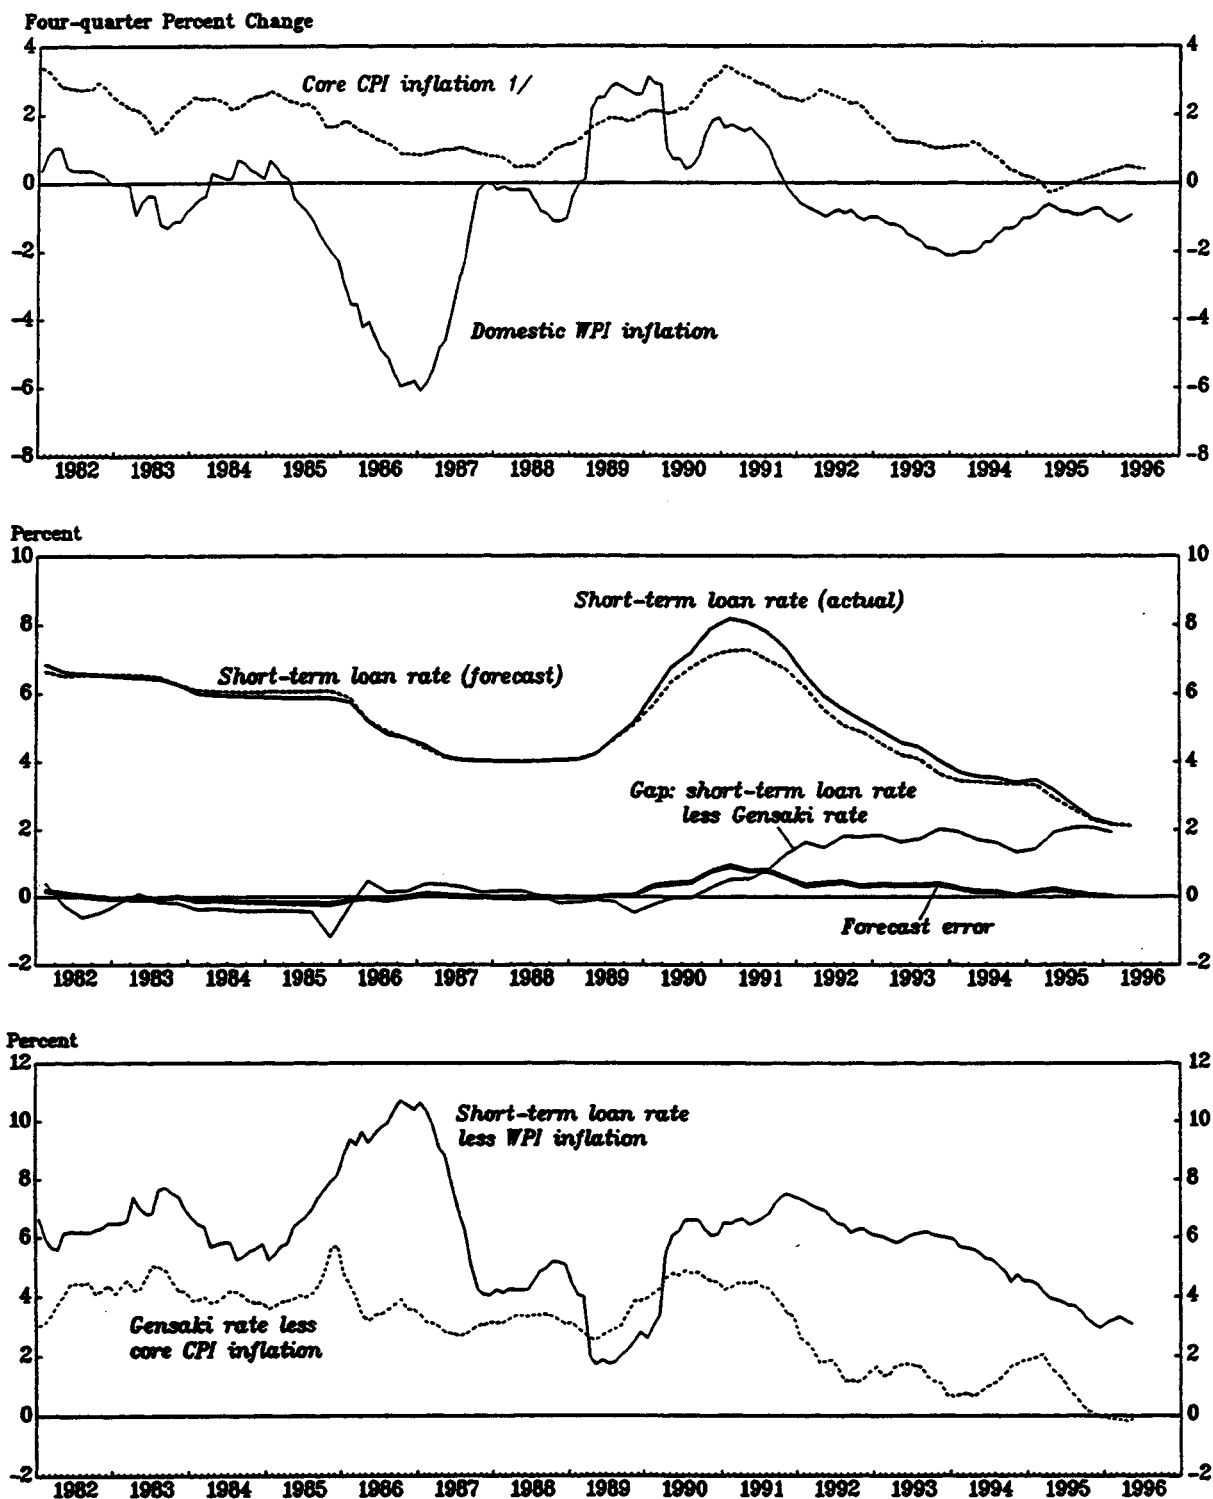 Four-quarter Percent Change
4
4
Core CPI inflation 1/
2
2
0
0
-2
-2
Domestic WPI inflation
-4
-4
-6
-6
-8
-8
1982 1983 1984 1985 1986 1987 1988 1989 1990 1991 1992 1993 1994 1995 1996
Percent
10
10
Short-term loan rate (actual)
8
8
Short-term loan rate (forecast)
6
6
4
4
Gap: short-term loan rate
less Gensaki rate
2
2
0
0
Forecast error
-2
-2
1982 1983 1984 1985 1986 1987 1988 1989 1990 1991 1992 1993 1994 1995 1996
Percent
12
12
Short-term loan rate
less WPI inflation
10
10
8
8
6
6
4
4
Gensaki rate less
core CPI inflation
2
2
0
0
-2
-2
1982 1983 1984 1985 1986 1987 1988 1989 1990 1991 1992 1993 1994 1995 1996